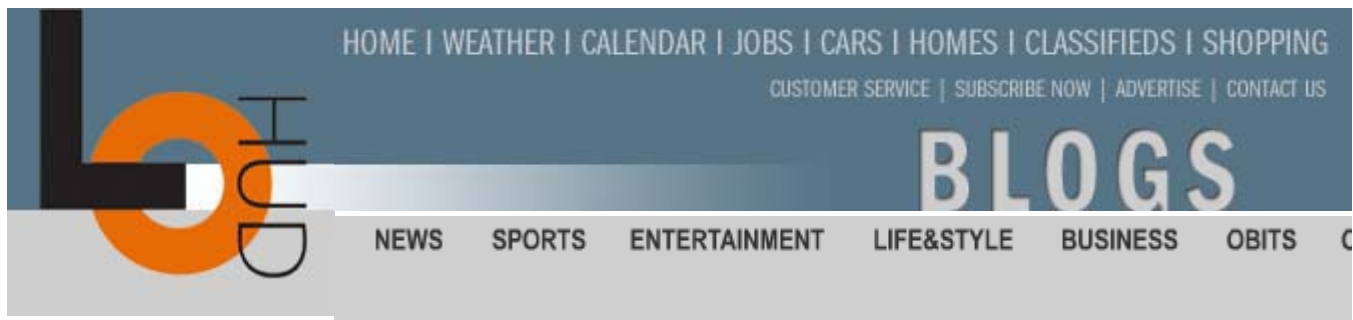 LO
HUD
HOME | WEATHER | CALENDAR | JOBS | CARS | HOMES | CLASSIFIEDS | SHOPPING
CUSTOMER SERVICE | SUBSCRIBE NOW | ADVERTISE | CONTACT US
BLOGS
NEWS SPORTS ENTERTAINMENT LIFE&STYLE BUSINESS OBITS